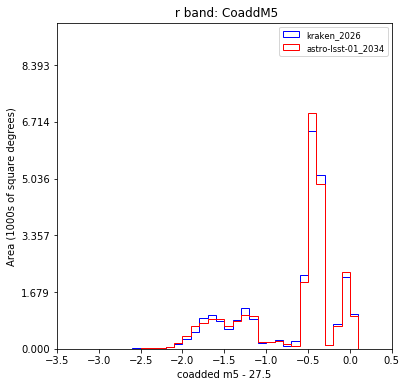 r band: CoaddM5
kraken_2026
astro-lsst-01_2034
Area (1000s of square degrees)
8.393
6.714
5.036
3.357
1.679
0.000
−3.5 −3.0 −2.5 −2.0 −1.5 −1.0 −0.5 0.0 0.5
coadded m5 - 27.5